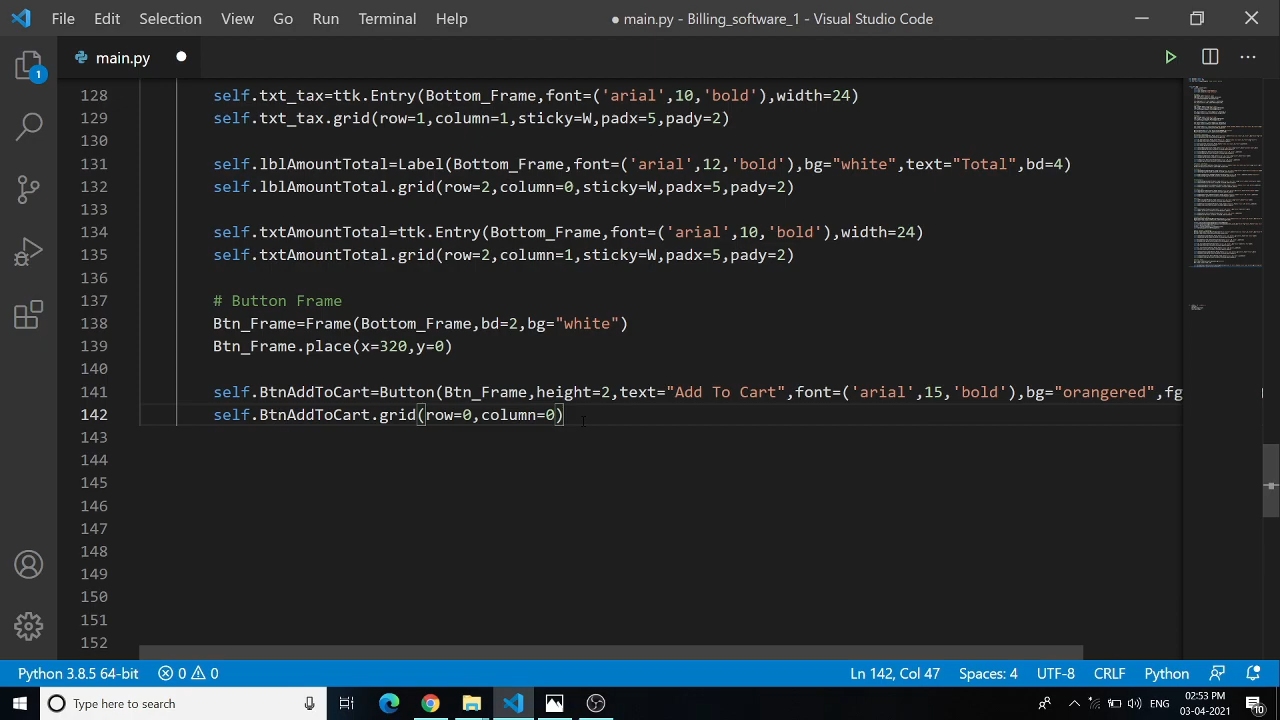 File Edit Selection View Go Run Terminal Help ● main.py - Billing_software_1 - Visual Studio Code
main.py
1
128 self.txt_tax=ttk.Entry(Bottom_Frame,font=('arial',10,'bold'),width=24)
129 self.txt_tax.grid(row=1,column=1,sticky=W,padx=5,pady=2)
130
131 self.lblAmountTotal=Label(Bottom_Frame,font=('arial',12,'bold'),bg="white",text="Total",bd=4)
132 self.lblAmountTotal.grid(row=2,column=0,sticky=W,padx=5,pady=2)
133
134 self.txtAmountTotal=ttk.Entry(Bottom_Frame,font=('arial',10,'bold'),width=24)
135 self.txtAmountTotal.grid(row=2,column=1,sticky=W,padx=5,pady=2)
136
137 # Button Frame
138 Btn_Frame=Frame(Bottom_Frame,bd=2,bg="white")
139 Btn_Frame.place(x=320,y=0)
140
141 self.BtnAddToCart=Button(Btn_Frame,height=2,text="Add To Cart",font=('arial',15,'bold'),bg="orangered",fg
142 self.BtnAddToCart.grid(row=0,column=0)
143
144
145
146
147
148
149
150
151
152
Python 3.8.5 64-bit 0 0 Ln 142, Col 47 Spaces: 4 UTF-8 CRLF Python
Type here to search ENG 02:53 PM
03-04-2021
10